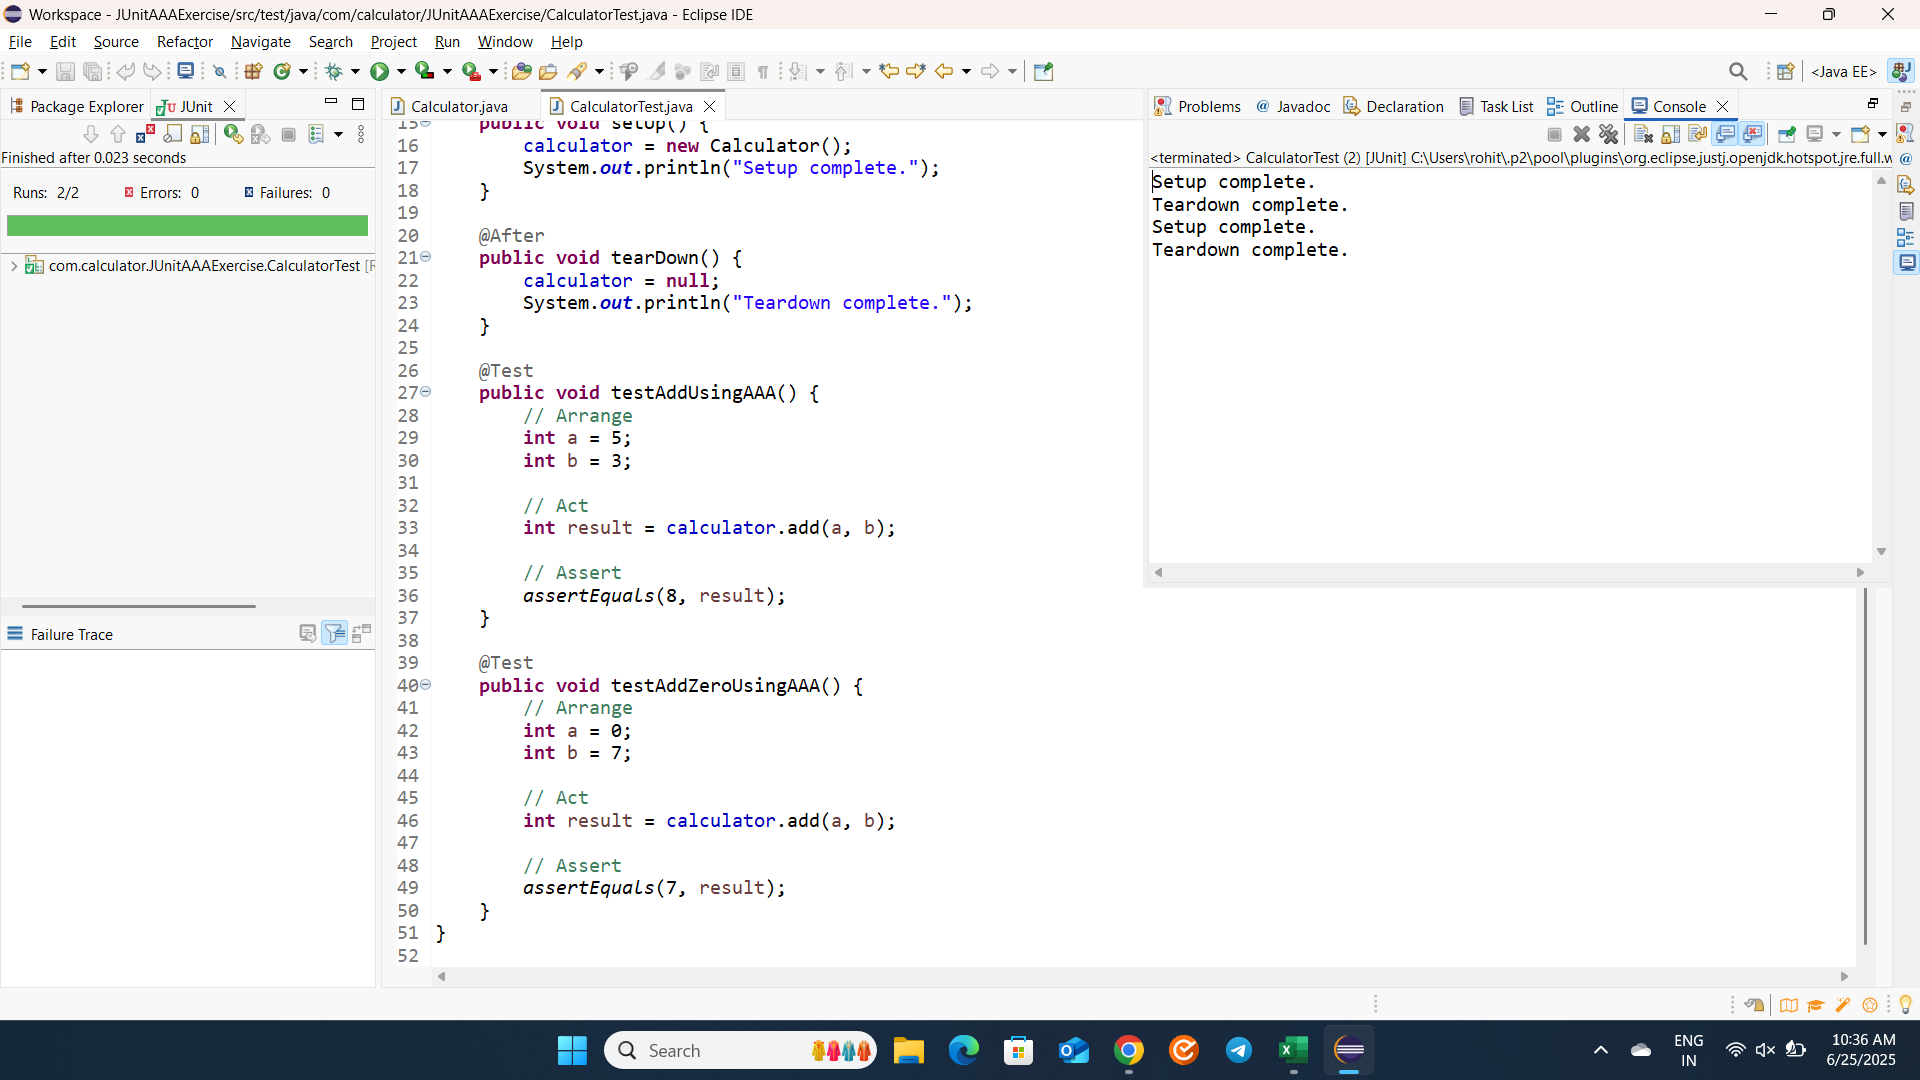 Workspace - JUnitAAAExercise/src/test/java/com/calculator/JUnitAAAExercise/CalculatorTest.java - Eclipse IDE
File Edit Source Refactor Navigate Search Project Run Window Help
<Java EE>
Package Explorer JUnit
Finished after 0.023 seconds
Runs: 2/2 Errors: 0 Failures: 0
com.calculator.JUnitAAAExercise.CalculatorTest
Failure Trace
Calculator.java CalculatorTest.java
15 public void setUp() {
16 calculator = new Calculator();
17 System.out.println("Setup complete.");
18 }
19
20 @After
21 public void tearDown() {
22 calculator = null;
23 System.out.println("Teardown complete.");
24 }
25
26 @Test
27 public void testAddUsingAAA() {
28 // Arrange
29 int a = 5;
30 int b = 3;
31
32 // Act
33 int result = calculator.add(a, b);
34
35 // Assert
36 assertEquals(8, result);
37 }
38
39 @Test
40 public void testAddZeroUsingAAA() {
41 // Arrange
42 int a = 0;
43 int b = 7;
44
45 // Act
46 int result = calculator.add(a, b);
47
48 // Assert
49 assertEquals(7, result);
50 }
51 }
52
Problems @ Javadoc Declaration Task List Outline Console
<terminated> CalculatorTest (2) [JUnit] C:\Users\rohit\.p2\pool\plugins\org.eclipse.justj.openjdk.hotspot.jre.full.w
Setup complete.
Teardown complete.
Setup complete.
Teardown complete.
Search
ENG
IN
10:36 AM
6/25/2025